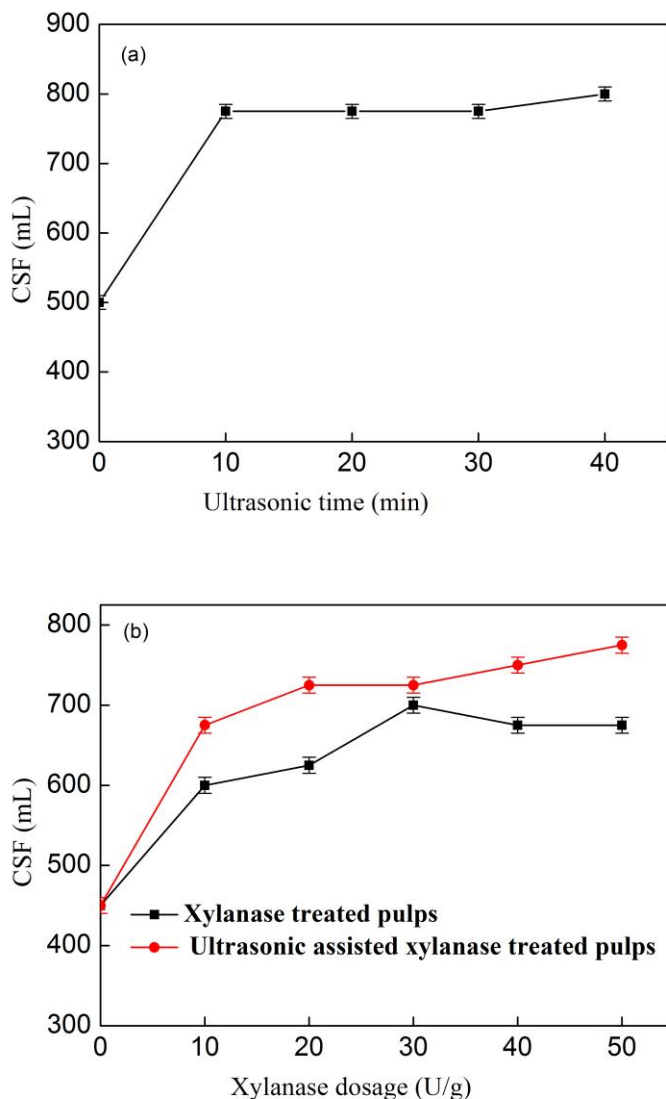 (a)
CSF (mL)
900
800
700
600
500
400
300
0 10 20 30 40
Ultrasonic time (min)
(b)
CSF (mL)
800
700
600
500
400
300
Xylanase treated pulps
Ultrasonic assisted xylanase treated pulps
0 10 20 30 40 50
Xylanase dosage (U/g)